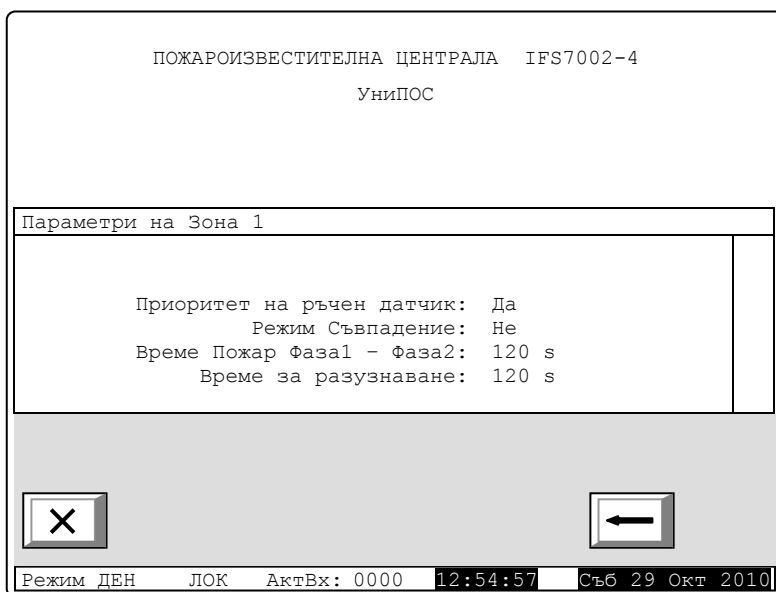 ПОЖАРОИЗВЕСТИТЕЛНА ЦЕНТРАЛА IFS7002-4
УниПОС
Параметри на Зона 1
Приоритет на ръчен датчик: Да
Режим Съвпадение: Не
Време Пожар Фаза1 – Фаза2: 120 s
Време за разузнаване: 120 s
Режим ДЕН ЛОК АктВх: 0000 12:54:57 Съб 29 Окт 2010